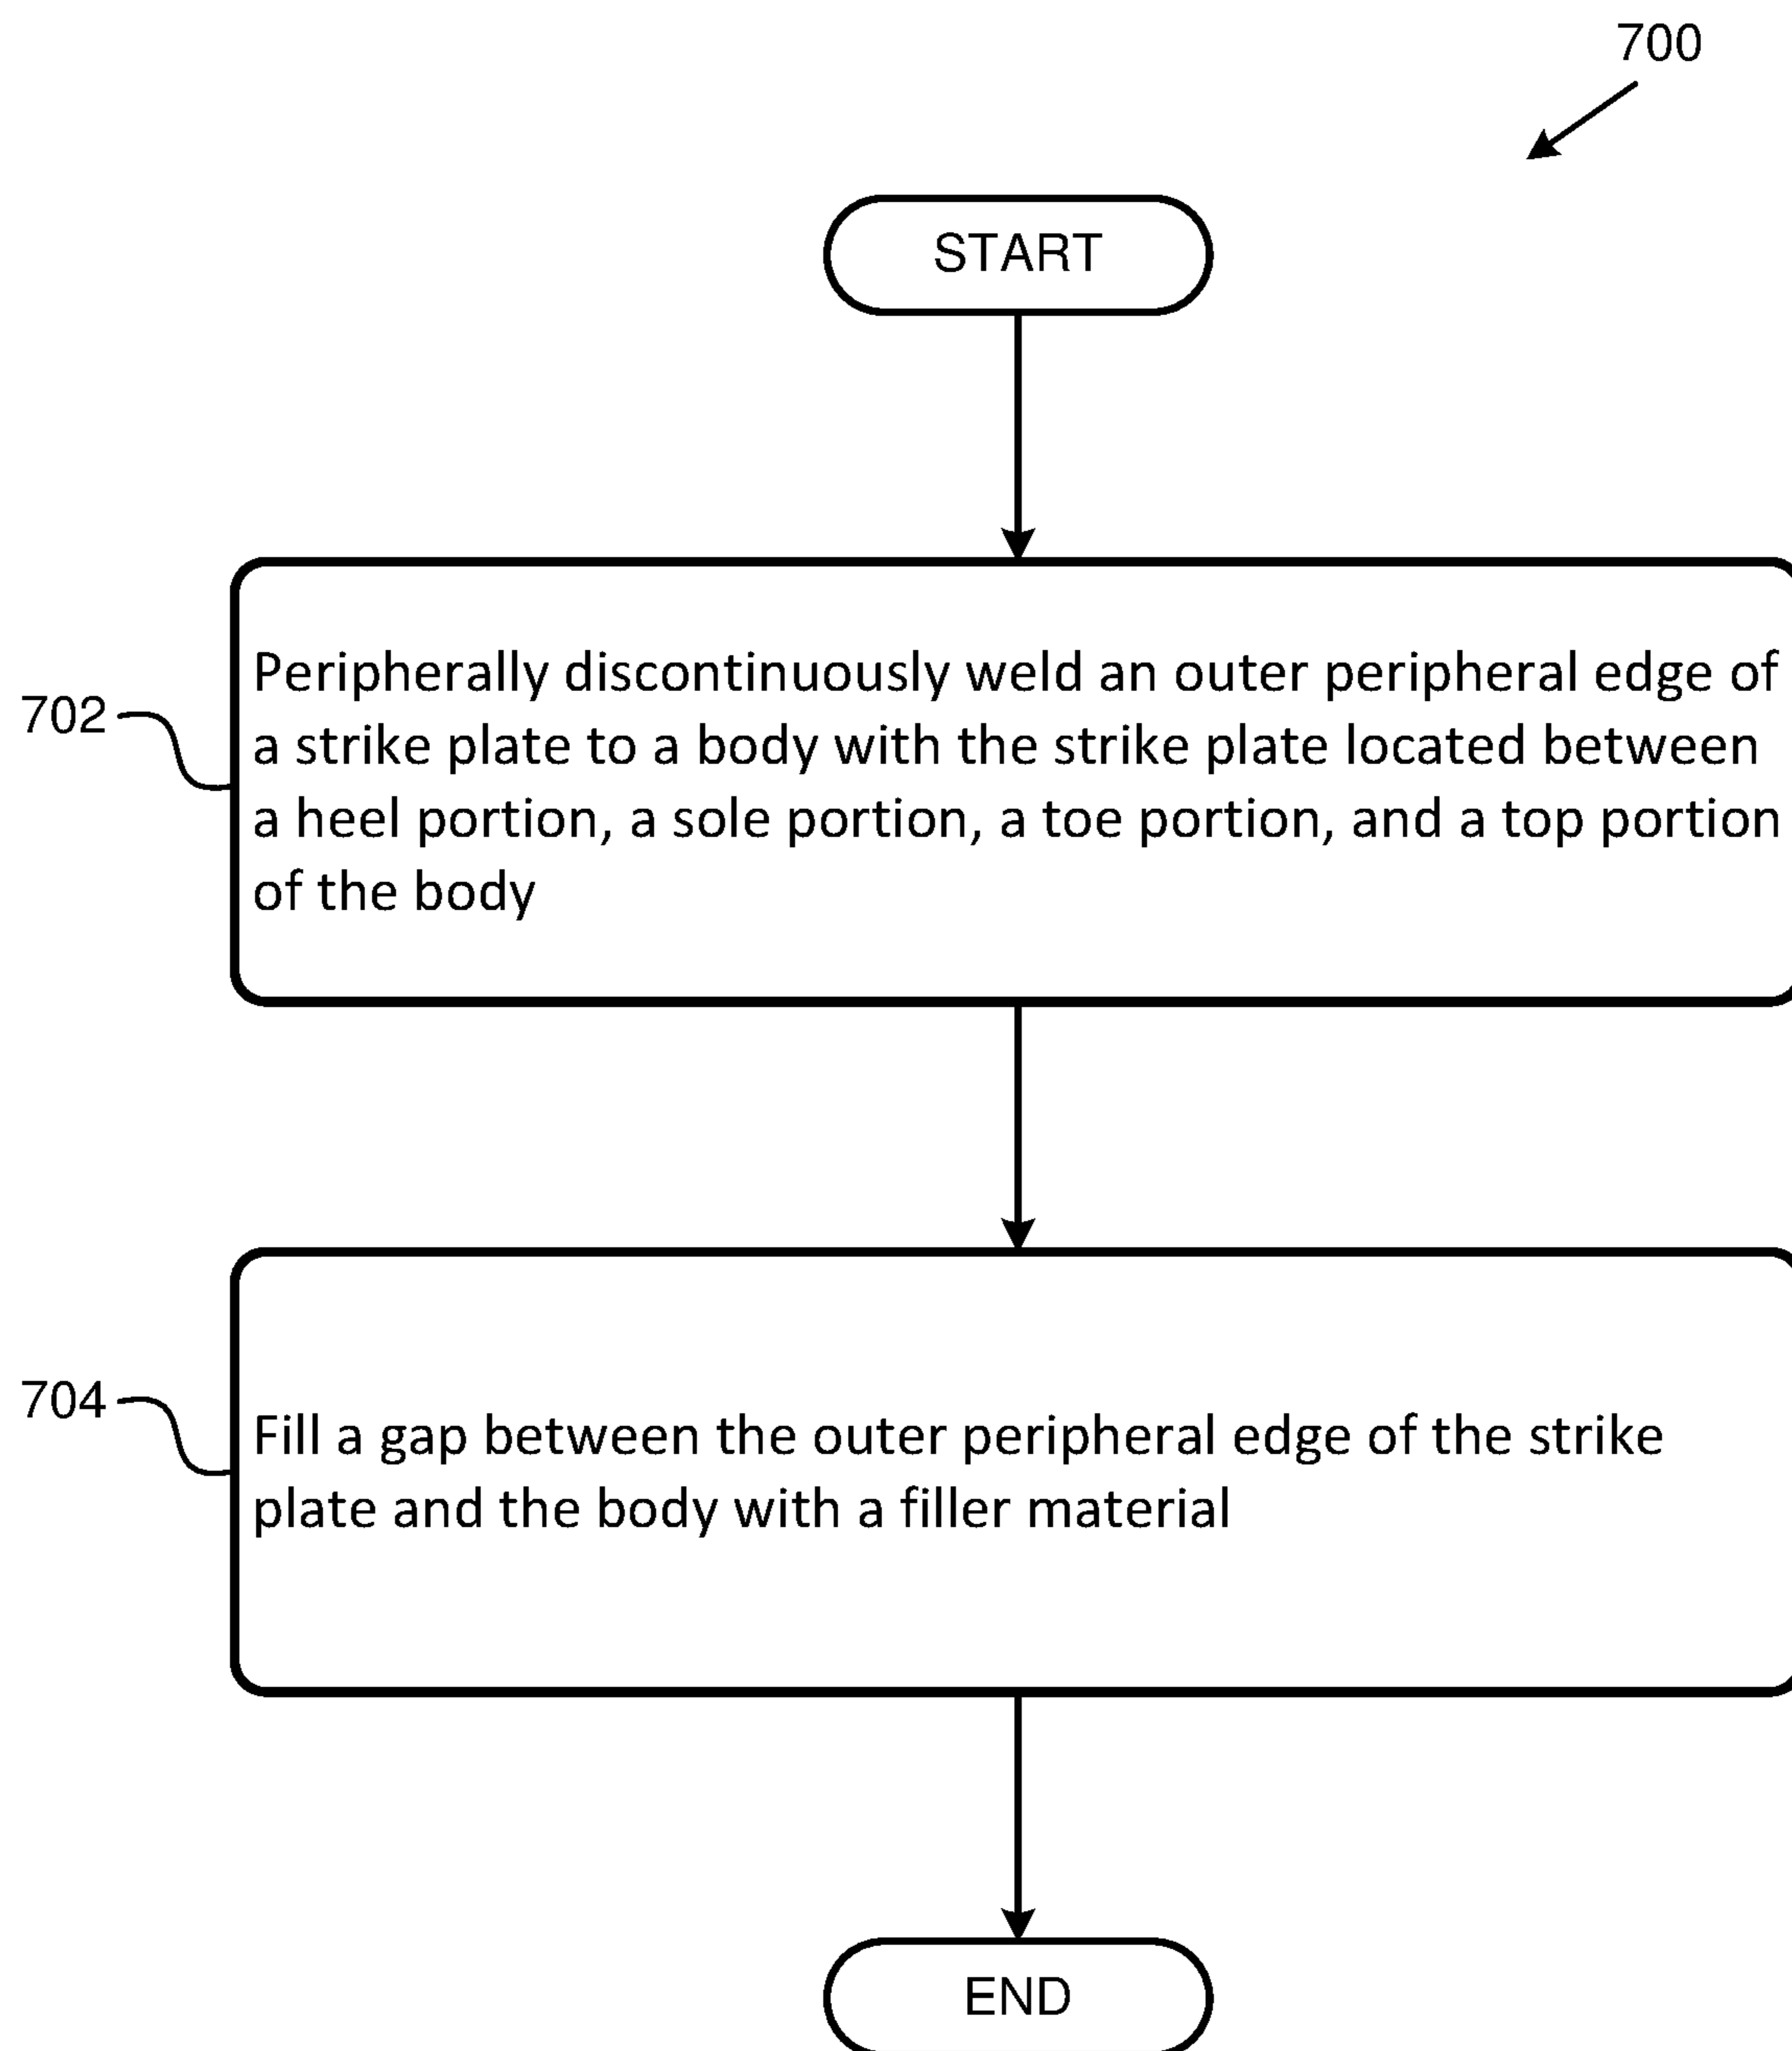 700
START
702
Peripherally discontinuously weld an outer peripheral edge of
a strike plate to a body with the strike plate located between
a heel portion, a sole portion, a toe portion, and a top portion
of the body
704
Fill a gap between the outer peripheral edge of the strike
plate and the body with a filler material
END